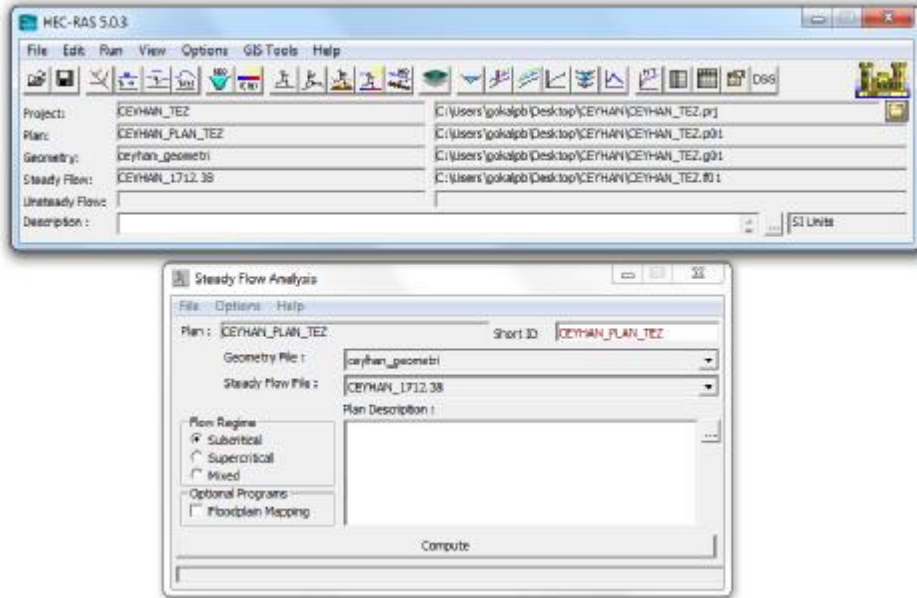 HEC-RAS 5.0.3
File Edit Run View Options GIS Tools Help
DSS
Project: CEYHAN_TEZ C:\Users\gokalpb\Desktop\CEYHAN\CEYHAN_TEZ.prj
Plan: CEYHAN_PLAN_TEZ C:\Users\gokalpb\Desktop\CEYHAN\CEYHAN_TEZ.p01
Geometry: ceyhan_geometri C:\Users\gokalpb\Desktop\CEYHAN\CEYHAN_TEZ.g01
Steady Flow: CEYHAN_1712.38 C:\Users\gokalpb\Desktop\CEYHAN\CEYHAN_TEZ.f01
Unsteady Flow:
Description : ... SI Units
Steady Flow Analysis
File Options Help
Plan : CEYHAN_PLAN_TEZ Short ID CEYHAN_PLAN_TEZ
Geometry File : ceyhan_geometri
Steady Flow File : CEYHAN_1712.38
Plan Description :
Flow Regime
Subcritical
Supercritical
Mixed
Optional Programs
Floodplain Mapping
...
Compute